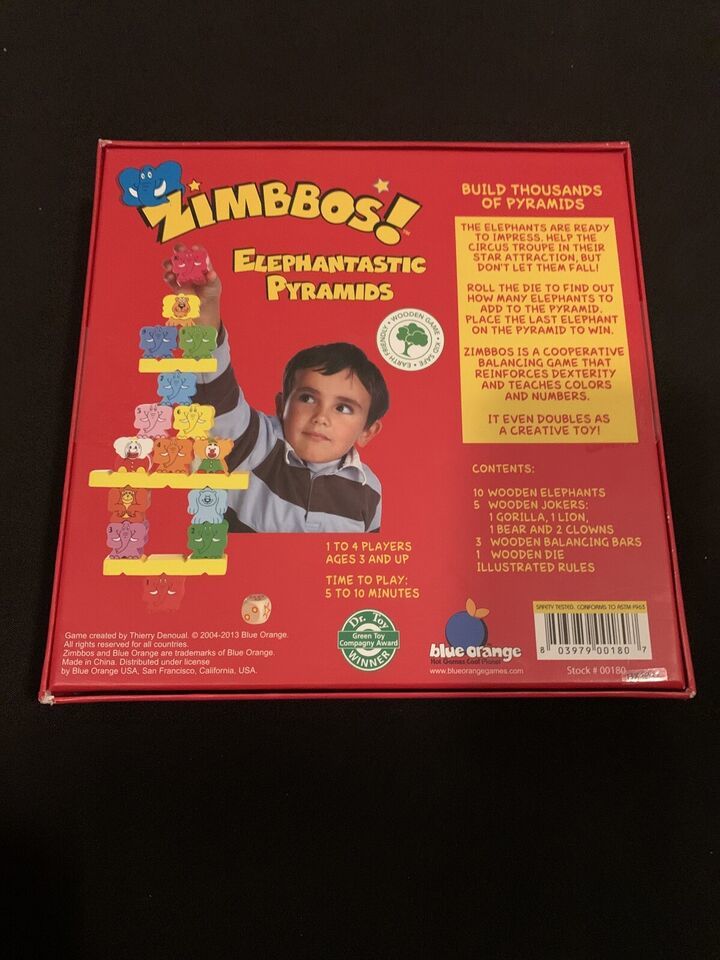 ZIMBBOS!
ELEPHANTASTIC
PYRAMIDS
WOODEN GAME • KID SAFE • EARTH FRIENDLY •
BUILD THOUSANDS
OF PYRAMIDS
THE ELEPHANTS ARE READY
TO IMPRESS. HELP THE
CIRCUS TROUPE IN THEIR
STAR ATTRACTION, BUT
DON'T LET THEM FALL!
ROLL THE DIE TO FIND OUT
HOW MANY ELEPHANTS TO
ADD TO THE PYRAMID.
PLACE THE LAST ELEPHANT
ON THE PYRAMID TO WIN.
ZIMBBOS IS A COOPERATIVE
BALANCING GAME THAT
REINFORCES DEXTERITY
AND TEACHES COLORS
AND NUMBERS.
IT EVEN DOUBLES AS
A CREATIVE TOY!
CONTENTS:
10 WOODEN ELEPHANTS
5 WOODEN JOKERS:
1 GORILLA, 1 LION,
1 BEAR AND 2 CLOWNS
3 WOODEN BALANCING BARS
1 WOODEN DIE
ILLUSTRATED RULES
1 TO 4 PLAYERS
AGES 3 AND UP
TIME TO PLAY:
5 TO 10 MINUTES
Game created by Thierry Denoual. © 2004-2013 Blue Orange.
All rights reserved for all countries.
Zimbbos and Blue Orange are trademarks of Blue Orange.
Made in China. Distributed under license
by Blue Orange USA, San Francisco, California, USA.
Dr. Toy
Green Toy
Compagny Award
WINNER
blue orange
Hot Games Cool Planet
www.blueorangegames.com
SAFETY TESTED. CONFORMS TO ASTM F963
8 03979 00180 7
Stock # 00180